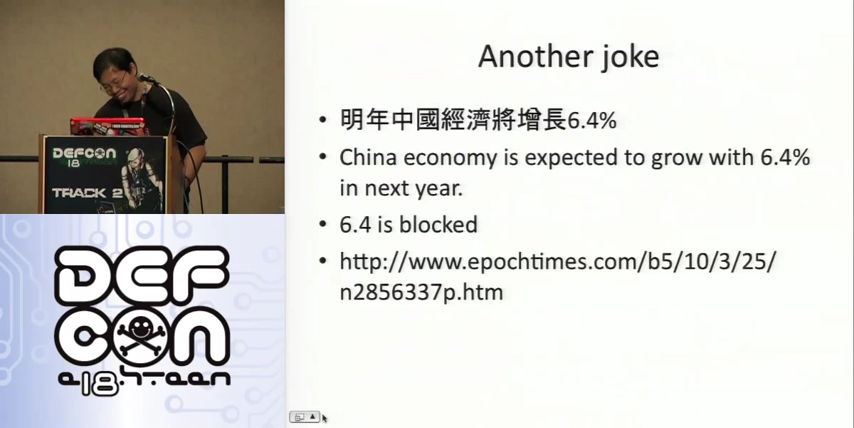 Another joke
• 明年中國經濟將增長6.4%
• China economy is expected to grow with 6.4%
in next year.
• 6.4 is blocked
• http://www.epochtimes.com/b5/10/3/25/
n2856337p.htm
DEFCON
18
TRACK 2
DEF
CON
e18hteen